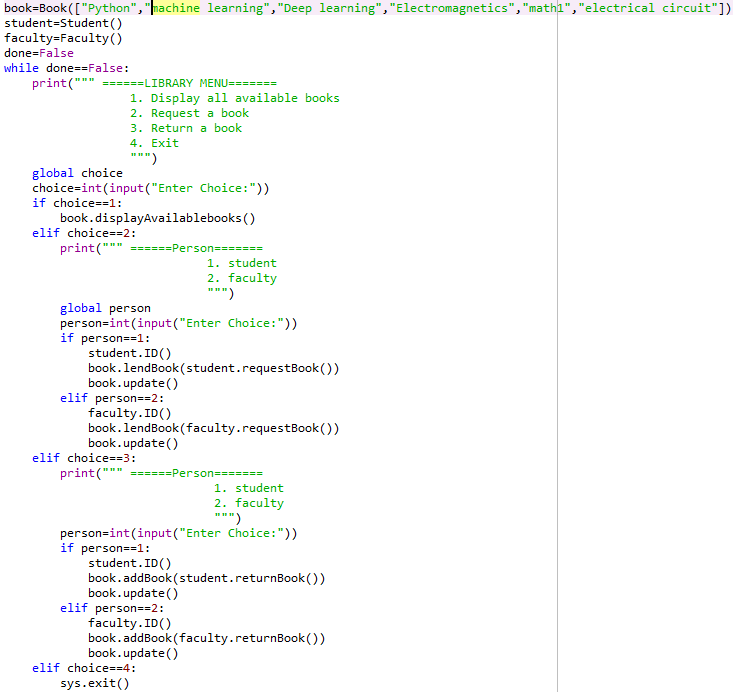 book=Book(["Python","machine learning","Deep learning","Electromagnetics","math1","electrical circuit"])
student=Student()
faculty=Faculty()
done=False
while done==False:
    print(""" ======LIBRARY MENU=======
                  1. Display all available books
                  2. Request a book
                  3. Return a book
                  4. Exit
                  """)
    global choice
    choice=int(input("Enter Choice:"))
    if choice==1:
        book.displayAvailablebooks()
    elif choice==2:
        print(""" ======Person=======
                             1. student
                             2. faculty
                             """)
        global person
        person=int(input("Enter Choice:"))
        if person==1:
            student.ID()
            book.lendBook(student.requestBook())
            book.update()
        elif person==2:
            faculty.ID()
            book.lendBook(faculty.requestBook())
            book.update()
    elif choice==3:
        print(""" ======Person=======
                              1. student
                              2. faculty
                              """)
        person=int(input("Enter Choice:"))
        if person==1:
            student.ID()
            book.addBook(student.returnBook())
            book.update()
        elif person==2:
            faculty.ID()
            book.addBook(faculty.returnBook())
            book.update()
    elif choice==4:
        sys.exit()